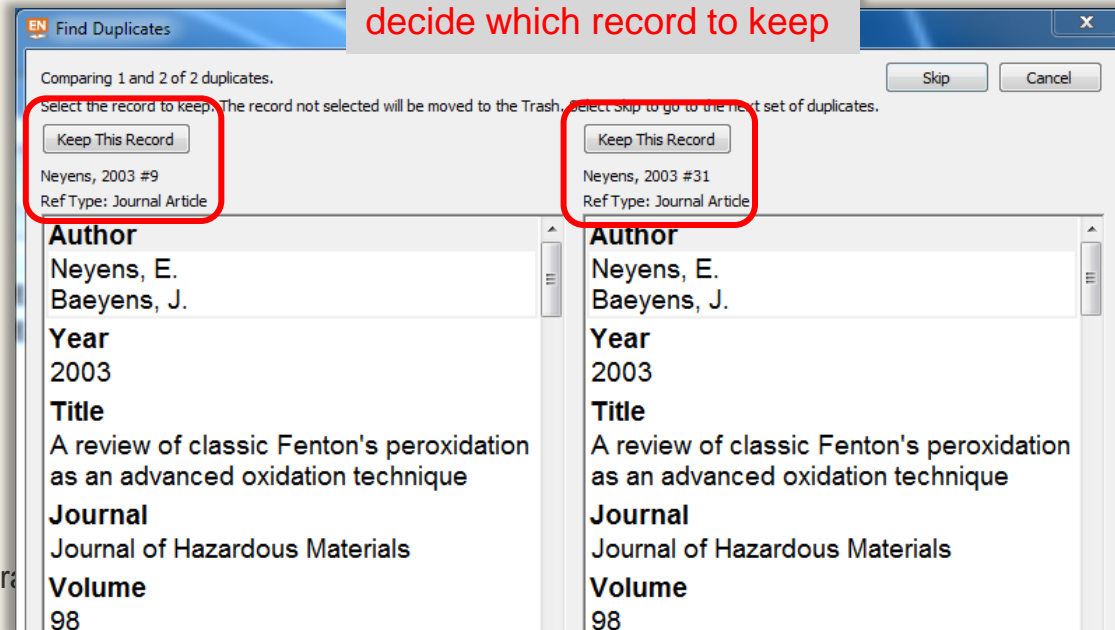 decide which record to keep
EN Find Duplicates
x
Comparing 1 and 2 of 2 duplicates.
Skip
Cancel
Select the record to keep. The record not selected will be moved to the Trash. Select Skip to go to the next set of duplicates.
Keep This Record
Neyens, 2003 #9
Ref Type: Journal Article
Author
Neyens, E.
Baeyens, J.
Year
2003
Title
A review of classic Fenton's peroxidation
as an advanced oxidation technique
Journal
Journal of Hazardous Materials
Volume
98
Keep This Record
Neyens, 2003 #31
Ref Type: Journal Article
Author
Neyens, E.
Baeyens, J.
Year
2003
Title
A review of classic Fenton's peroxidation
as an advanced oxidation technique
Journal
Journal of Hazardous Materials
Volume
98